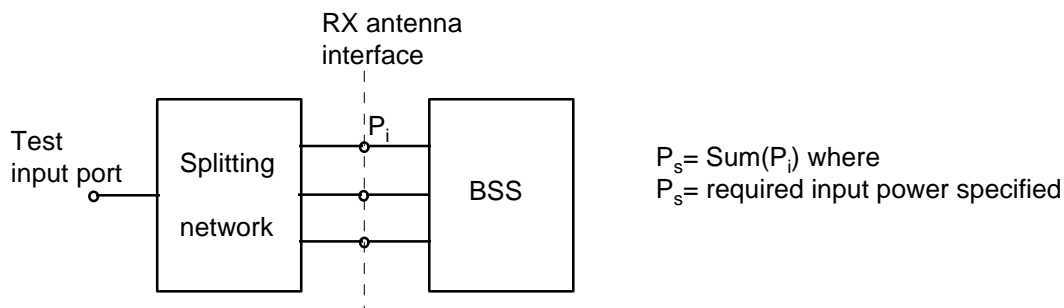 RX antenna
interface
Test
input port
Splitting
network
P_i
BSS
P_s= Sum(P_i) where
P_s= required input power specified